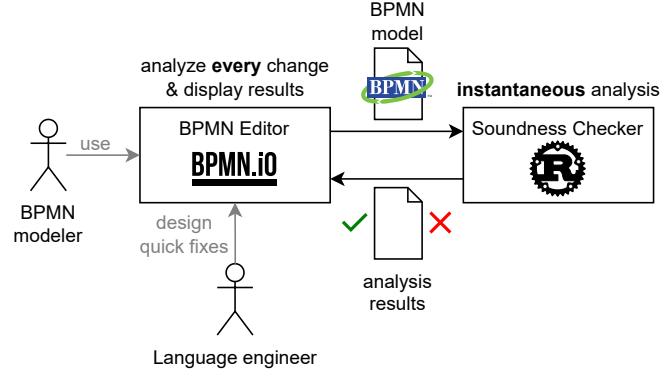 BPMN
model
BPMN
analyze every change
& display results
instantaneous analysis
BPMN Editor
BPMN.iO
Soundness Checker
R
use
BPMN
modeler
design
quick fixes
analysis
results
Language engineer